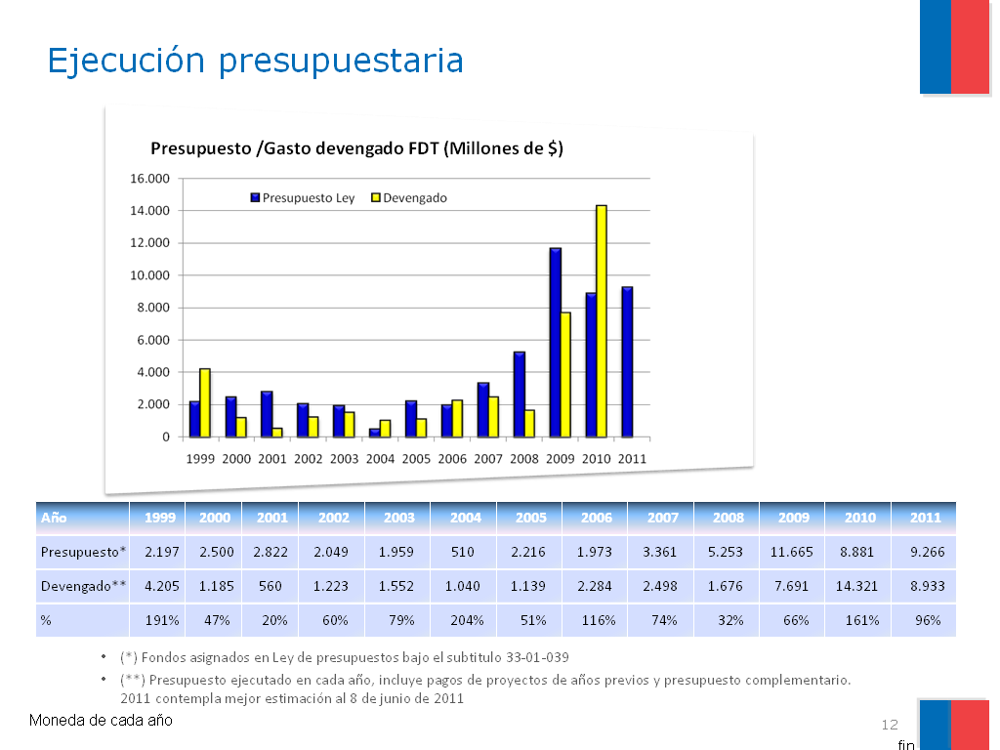 Ejecución presupuestaria
Presupuesto /Gasto devengado FDT (Millones de $)
16.000
14.000
12.000
10.000
8.000
6.000
4.000
2.000
0
Presupuesto Ley Devengado
1999 2000 2001 2002 2003 2004 2005 2006 2007 2008 2009 2010 2011
Año 1999 2000 2001 2002 2003 2004 2005 2006 2007 2008 2009 2010 2011
Presupuesto* 2.197 2.500 2.822 2.049 1.959 510 2.216 1.973 3.361 5.253 11.665 8.881 9.266
Devengado** 4.205 1.185 560 1.223 1.552 1.040 1.139 2.284 2.498 1.676 7.691 14.321 8.933
% 191% 47% 20% 60% 79% 204% 51% 116% 74% 32% 66% 161% 96%
• (*) Fondos asignados en Ley de presupuestos bajo el subtitulo 33-01-039
• (**) Presupuesto ejecutado en cada año, incluye pagos de proyectos de años previos y presupuesto complementario.
2011 contempla mejor estimación al 8 de junio de 2011
Moneda de cada año
12
fin